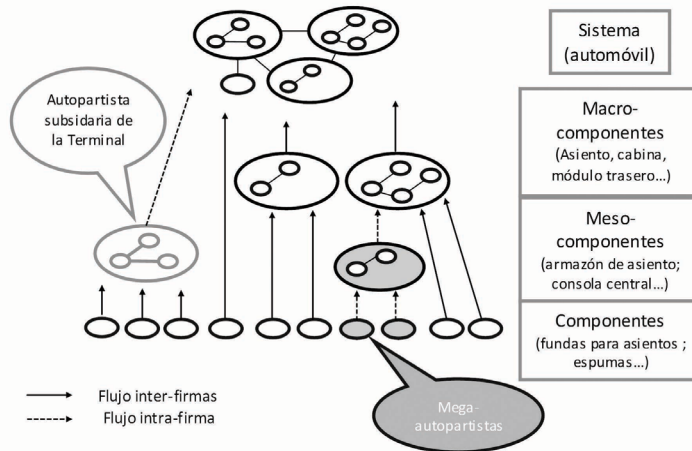 Sistema
(automóvil)
Autopartista
subsidaria de
la Terminal
Macro-
componentes
(Asiento, cabina,
módulo trasero...)
Meso-
componentes
(armazón de asiento;
consola central...)
Componentes
(fundas para asientos ;
espumas...)
Flujo inter-firmas
Flujo intra-firma
Mega-
autopartistas